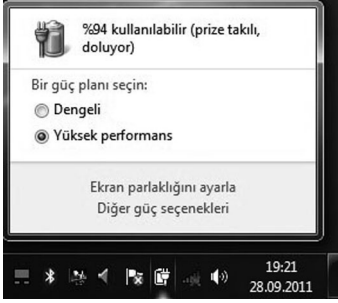 %94 kullanılabilir (prize takılı,
doluyor)
Bir güç planı seçin:
Dengeli
Yüksek performans
Ekran parlaklığını ayarla
Diğer güç seçenekleri
19:21
28.09.2011